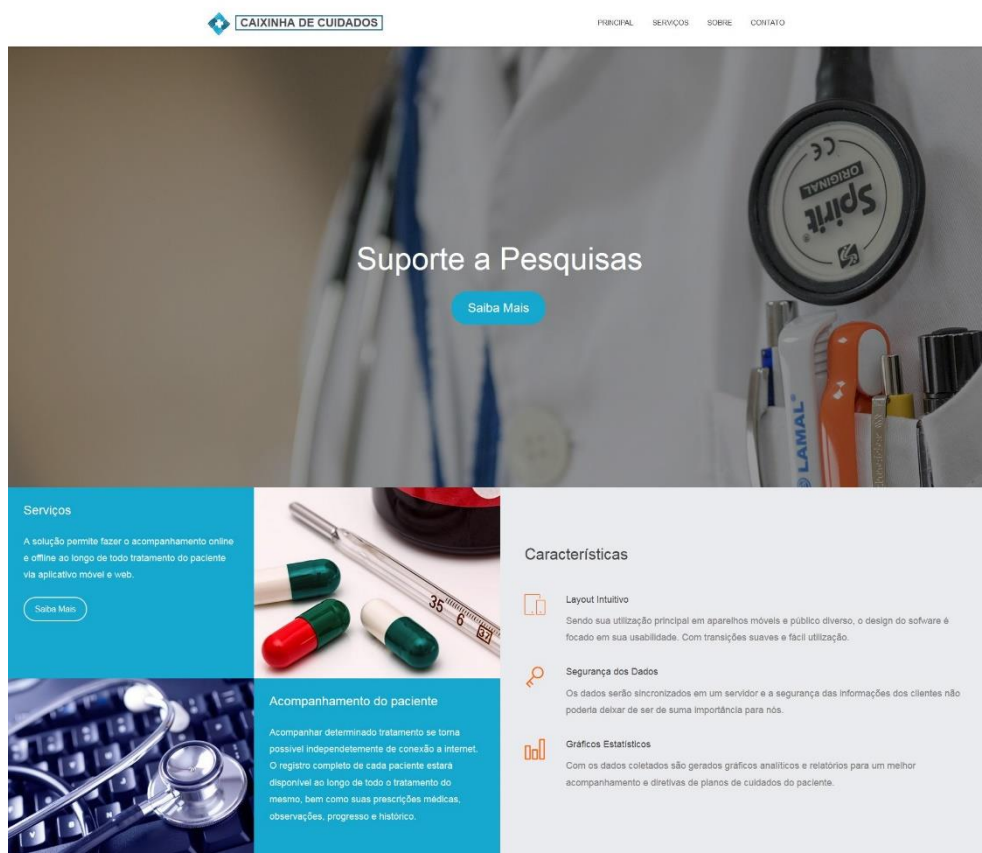 CAIXINHA DE CUIDADOS
PRINCIPAL SERVIÇOS SOBRE CONTATO
Spirit
ORIGINAL
CE
LAMAL
Suporte a Pesquisas
Saiba Mais
Serviços
A solução permite fazer o acompanhamento online
e offline ao longo de todo tratamento do paciente
via aplicativo móvel e web.
Saiba Mais
35 6
37
Acompanhamento do paciente
Acompanhar determinado tratamento se torna
possível independetemente de conexão a internet.
O registro completo de cada paciente estará
disponível ao longo de todo o tratamento do
mesmo, bem como suas prescrições médicas,
observações, progresso e histórico.
Características
Layout Intuitivo
Sendo sua utilização principal em aparelhos móveis e público diverso, o design do sofware é
focado em sua usabilidade. Com transições suaves e fácil utilização.
Segurança dos Dados
Os dados serão sincronizados em um servidor e a segurança das informações dos clientes não
poderia deixar de ser de suma importância para nós.
Gráficos Estatísticos
Com os dados coletados são gerados gráficos analíticos e relatórios para um melhor
acompanhamento e diretivas de planos de cuidados do paciente.